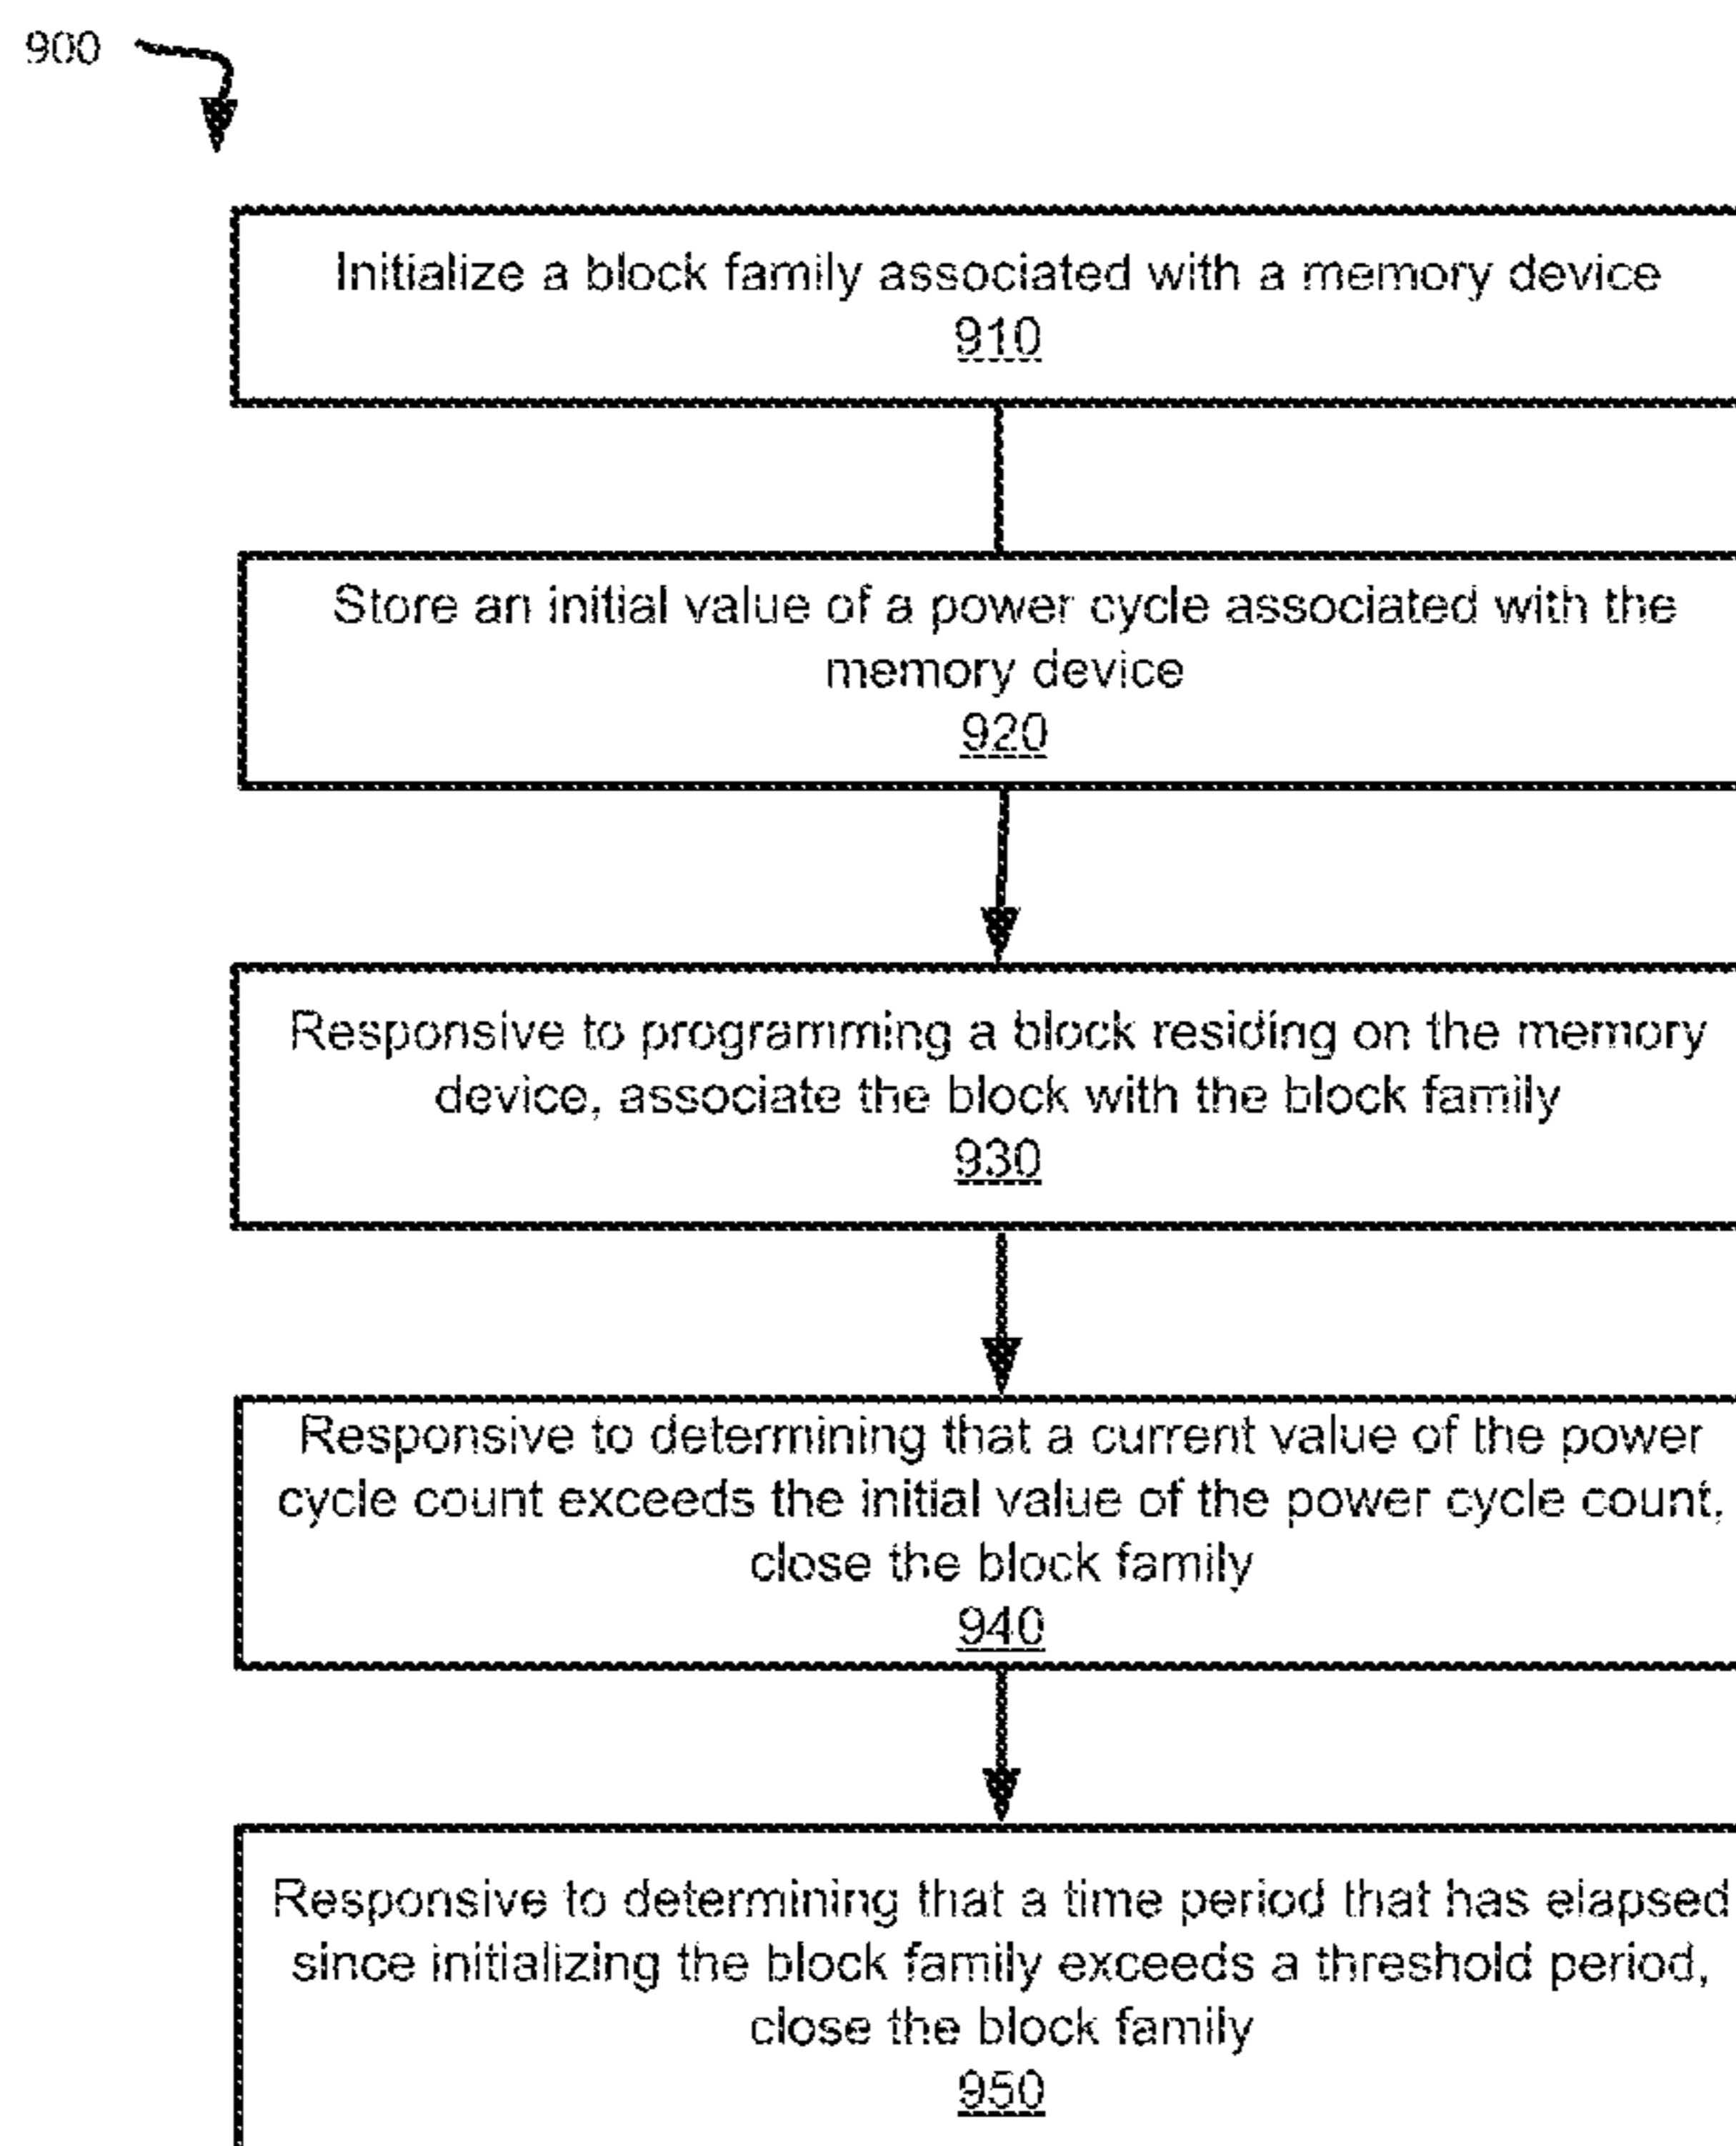 900
Initialize a block family associated with a memory device
910
Store an initial value of a power cycle associated with the
memory device
920
Responsive to programming a block residing on the memory
device, associate the block with the block family
930
Responsive to determining that a current value of the power
cycle count exceeds the initial value of the power cycle count,
close the block family
940
Responsive to determining that a time period that has elapsed
since initializing the block family exceeds a threshold period,
close the block family
950